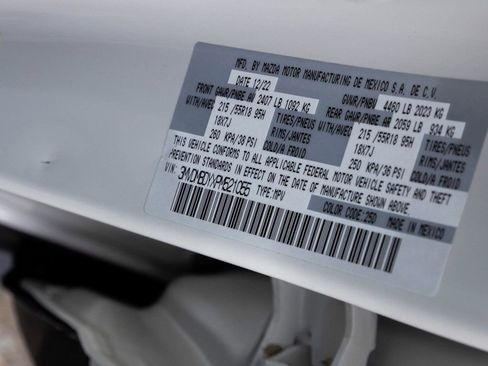 MFD. BY MAZDA MOTOR MANUFACTURING DE MEXICO S.A. DE C.V.
DATE 12/22 GVWR/PNBV 4460 LB 2023 KG
FRONT GAWR/PNBE AV 2407 LB 1092 KG REAR GAWR/PNBE AR 2059 LB 934 KG
WITH/AVEC 215/55R18 95H TIRES/PNEUS WITH/AVEC 215/55R18 95H TIRES/PNEUS
18X7J RIMS/JANTES 18X7J RIMS/JANTES
260 KPA/38 PSI COLD/A FROID 250 KPA/36 PSI COLD/A FROID
THIS VEHICLE CONFORMS TO ALL APPLICABLE FEDERAL MOTOR VEHICLE SAFETY AND THEFT
PREVENTION STANDARDS IN EFFECT ON THE DATE OF MANUFACTURE SHOWN ABOVE.
VIN: TYPE: MPV
COLOR CODE: 25D MADE IN MEXICO